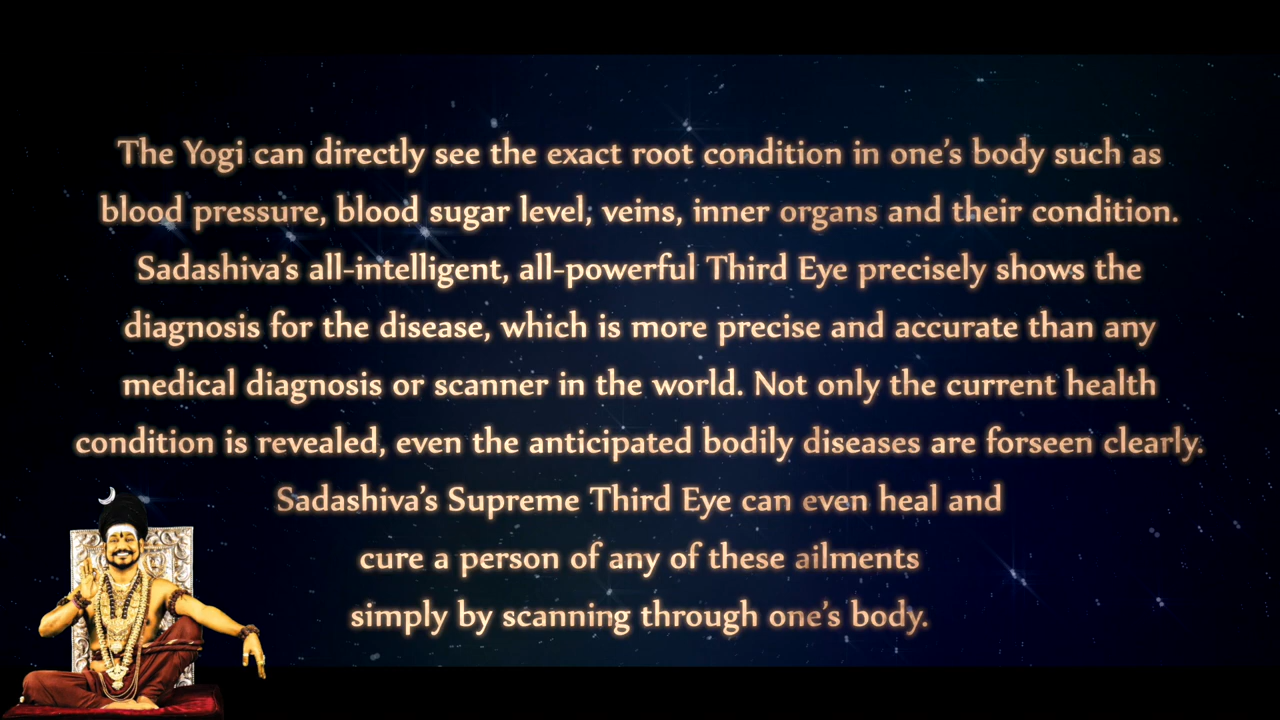 The Yogi can directly see the exact root condition in one's body such as
blood pressure, blood sugar level, veins, inner organs and their condition.
Sadashiva's all-intelligent, all-powerful Third Eye precisely shows the
diagnosis for the disease, which is more precise and accurate than any
medical diagnosis or scanner in the world. Not only the current health
condition is revealed, even the anticipated bodily diseases are forseen clearly.
Sadashiva's Supreme Third Eye can even heal and
cure a person of any of these ailments
simply by scanning through one's body.